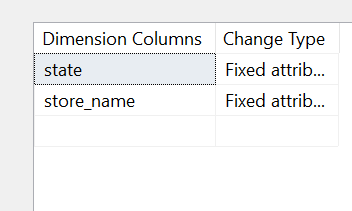 Dimension Columns Change Type
state Fixed attrib...
store_name Fixed attrib...